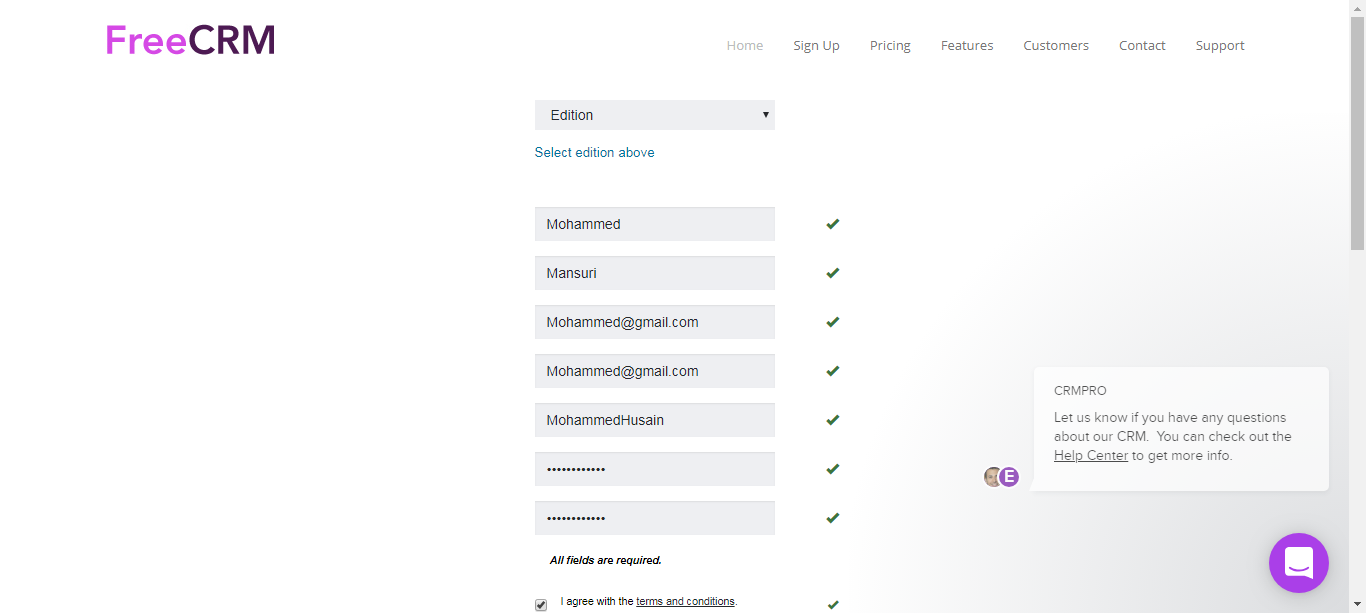 FreeCRM
Home Sign Up Pricing Features Customers Contact Support
Edition
Select edition above
Mohammed
Mansuri
Mohammed@gmail.com
Mohammed@gmail.com
MohammedHusain
••••••••••••
••••••••••••
All fields are required.
I agree with the terms and conditions.
CRMPRO
Let us know if you have any questions
about our CRM. You can check out the
Help Center to get more info.
E